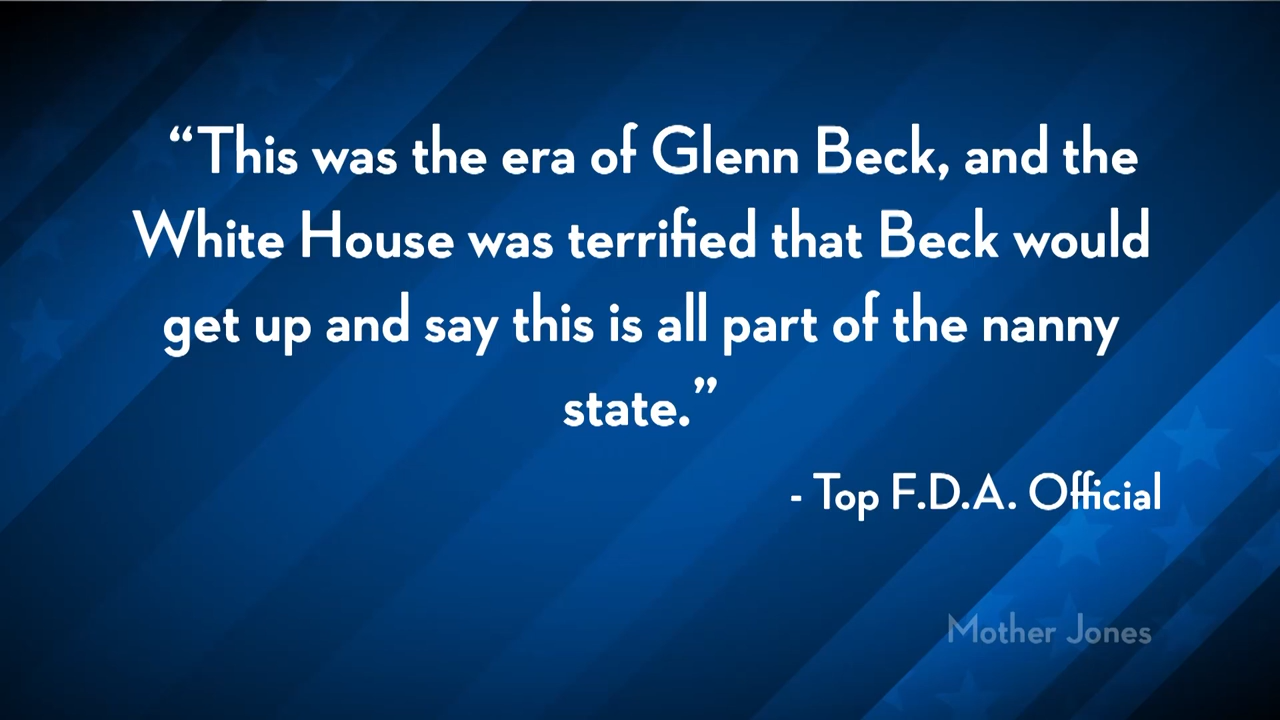 “This was the era of Glenn Beck, and the
White House was terrified that Beck would
get up and say this is all part of the nanny
state.”
- Top F.D.A. Official
Mother Jones